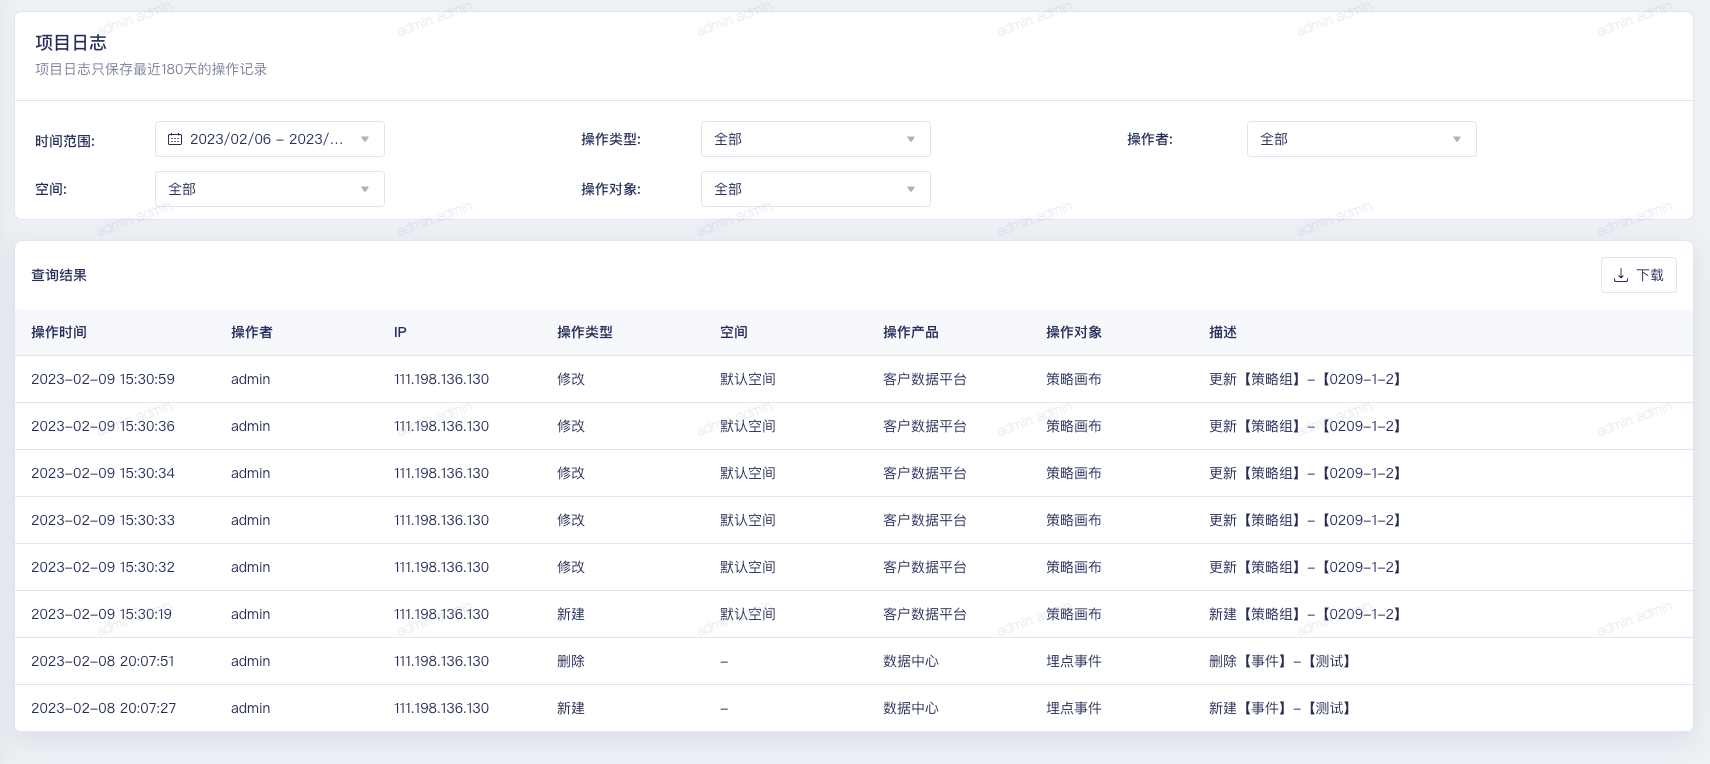 项目日志
项目日志只保存最近180天的操作记录
时间范围: 2023/02/06 – 2023/... 操作类型: 全部 操作者: 全部
空间: 全部 操作对象: 全部
查询结果 下载
操作时间 操作者 IP 操作类型 空间 操作产品 操作对象 描述
2023–02–09 15:30:59 admin 111.198.136.130 修改 默认空间 客户数据平台 策略画布 更新【策略组】–【0209–1–2】
2023–02–09 15:30:36 admin 111.198.136.130 修改 默认空间 客户数据平台 策略画布 更新【策略组】–【0209–1–2】
2023–02–09 15:30:34 admin 111.198.136.130 修改 默认空间 客户数据平台 策略画布 更新【策略组】–【0209–1–2】
2023–02–09 15:30:33 admin 111.198.136.130 修改 默认空间 客户数据平台 策略画布 更新【策略组】–【0209–1–2】
2023–02–09 15:30:32 admin 111.198.136.130 修改 默认空间 客户数据平台 策略画布 更新【策略组】–【0209–1–2】
2023–02–09 15:30:19 admin 111.198.136.130 新建 默认空间 客户数据平台 策略画布 新建【策略组】–【0209–1–2】
2023–02–08 20:07:51 admin 111.198.136.130 删除 – 数据中心 埋点事件 删除【事件】–【测试】
2023–02–08 20:07:27 admin 111.198.136.130 新建 – 数据中心 埋点事件 新建【事件】–【测试】